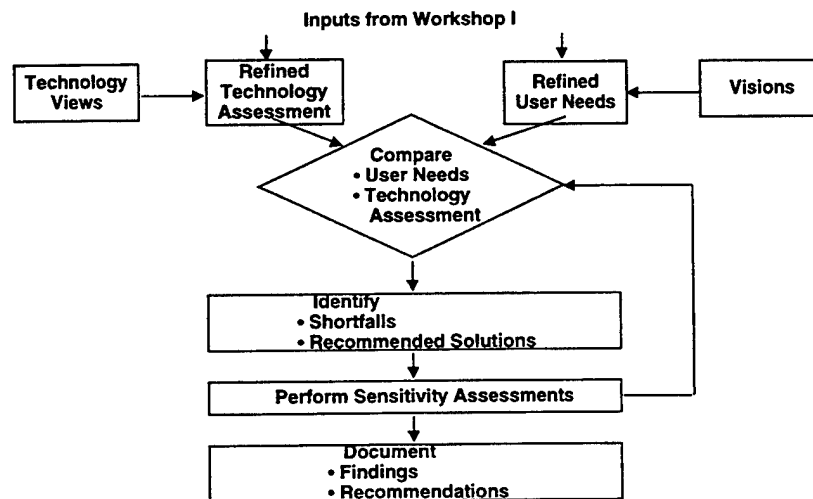 Inputs from Workshop I
Technology
Views
Refined
Technology
Assessment
Refined
User Needs
Visions
Compare
• User Needs
• Technology
Assessment
Identify
• Shortfalls
• Recommended Solutions
Perform Sensitivity Assessments
Document
• Findings
• Recommendations